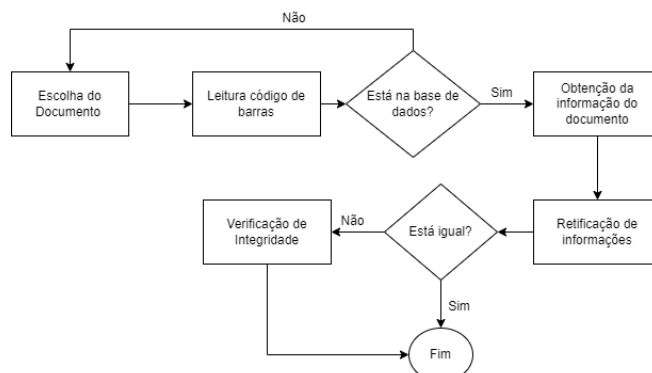 Não
Escolha do
Documento
Leitura código de
barras
Está na base de
dados?
Sim
Obtenção da
informação do
documento
Verificação de
Integridade
Não
Está igual?
Retificação de
informações
Sim
Fim